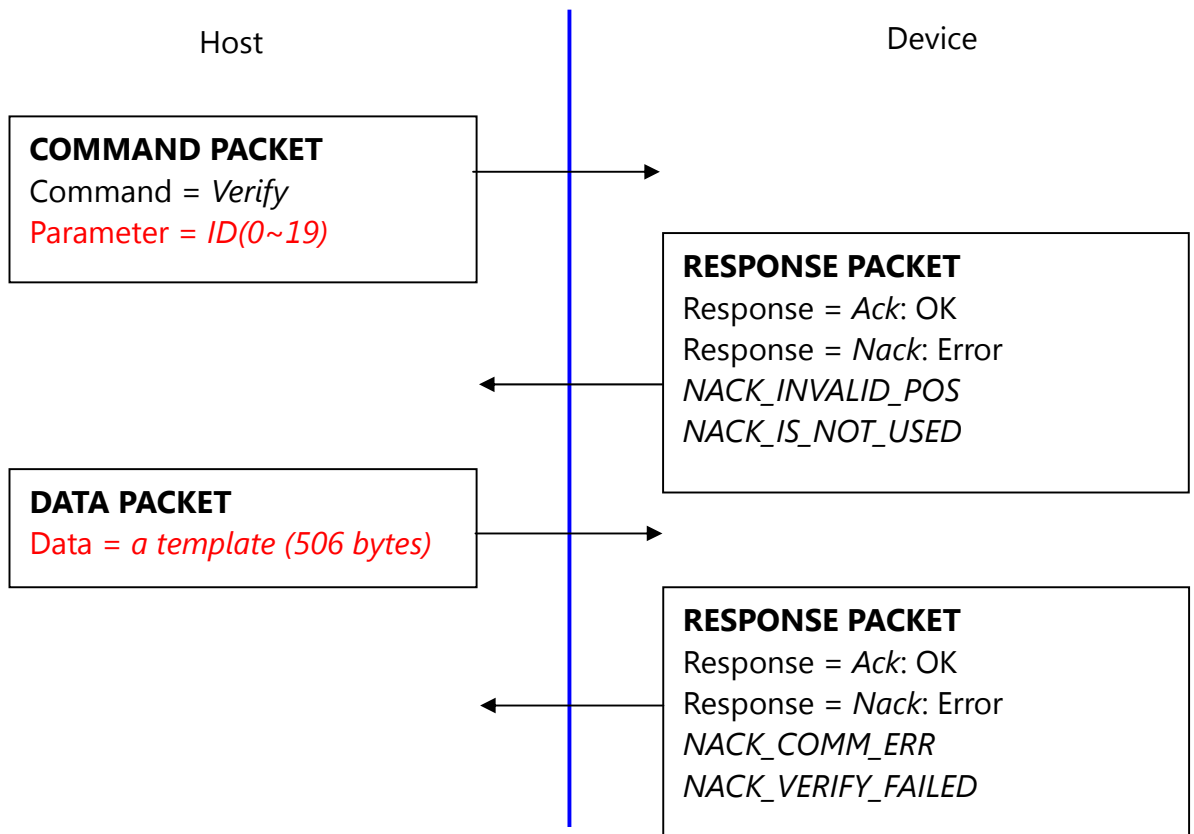 Host
Device
COMMAND PACKET
Command = Verify
Parameter = ID(0~19)
RESPONSE PACKET
Response = Ack: OK
Response = Nack: Error
NACK_INVALID_POS
NACK_IS_NOT_USED
DATA PACKET
Data = a template (506 bytes)
RESPONSE PACKET
Response = Ack: OK
Response = Nack: Error
NACK_COMM_ERR
NACK_VERIFY_FAILED